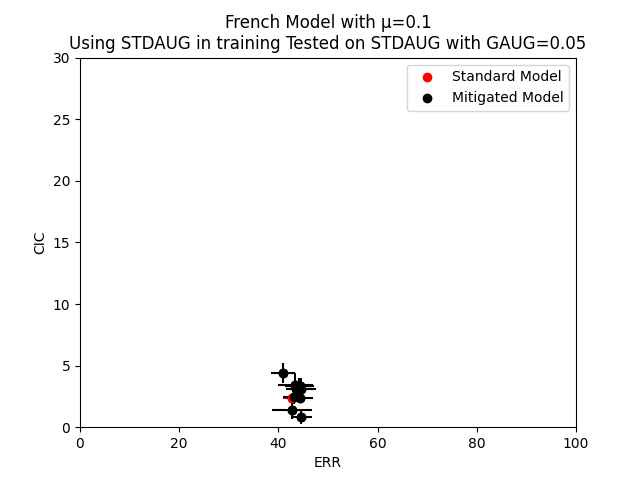 French Model with μ=0.1
Using STDAUG in training Tested on STDAUG with GAUG=0.05
Standard Model
Mitigated Model
30
25
20
15
10
5
0
CIC
0 20 40 60 80 100
ERR